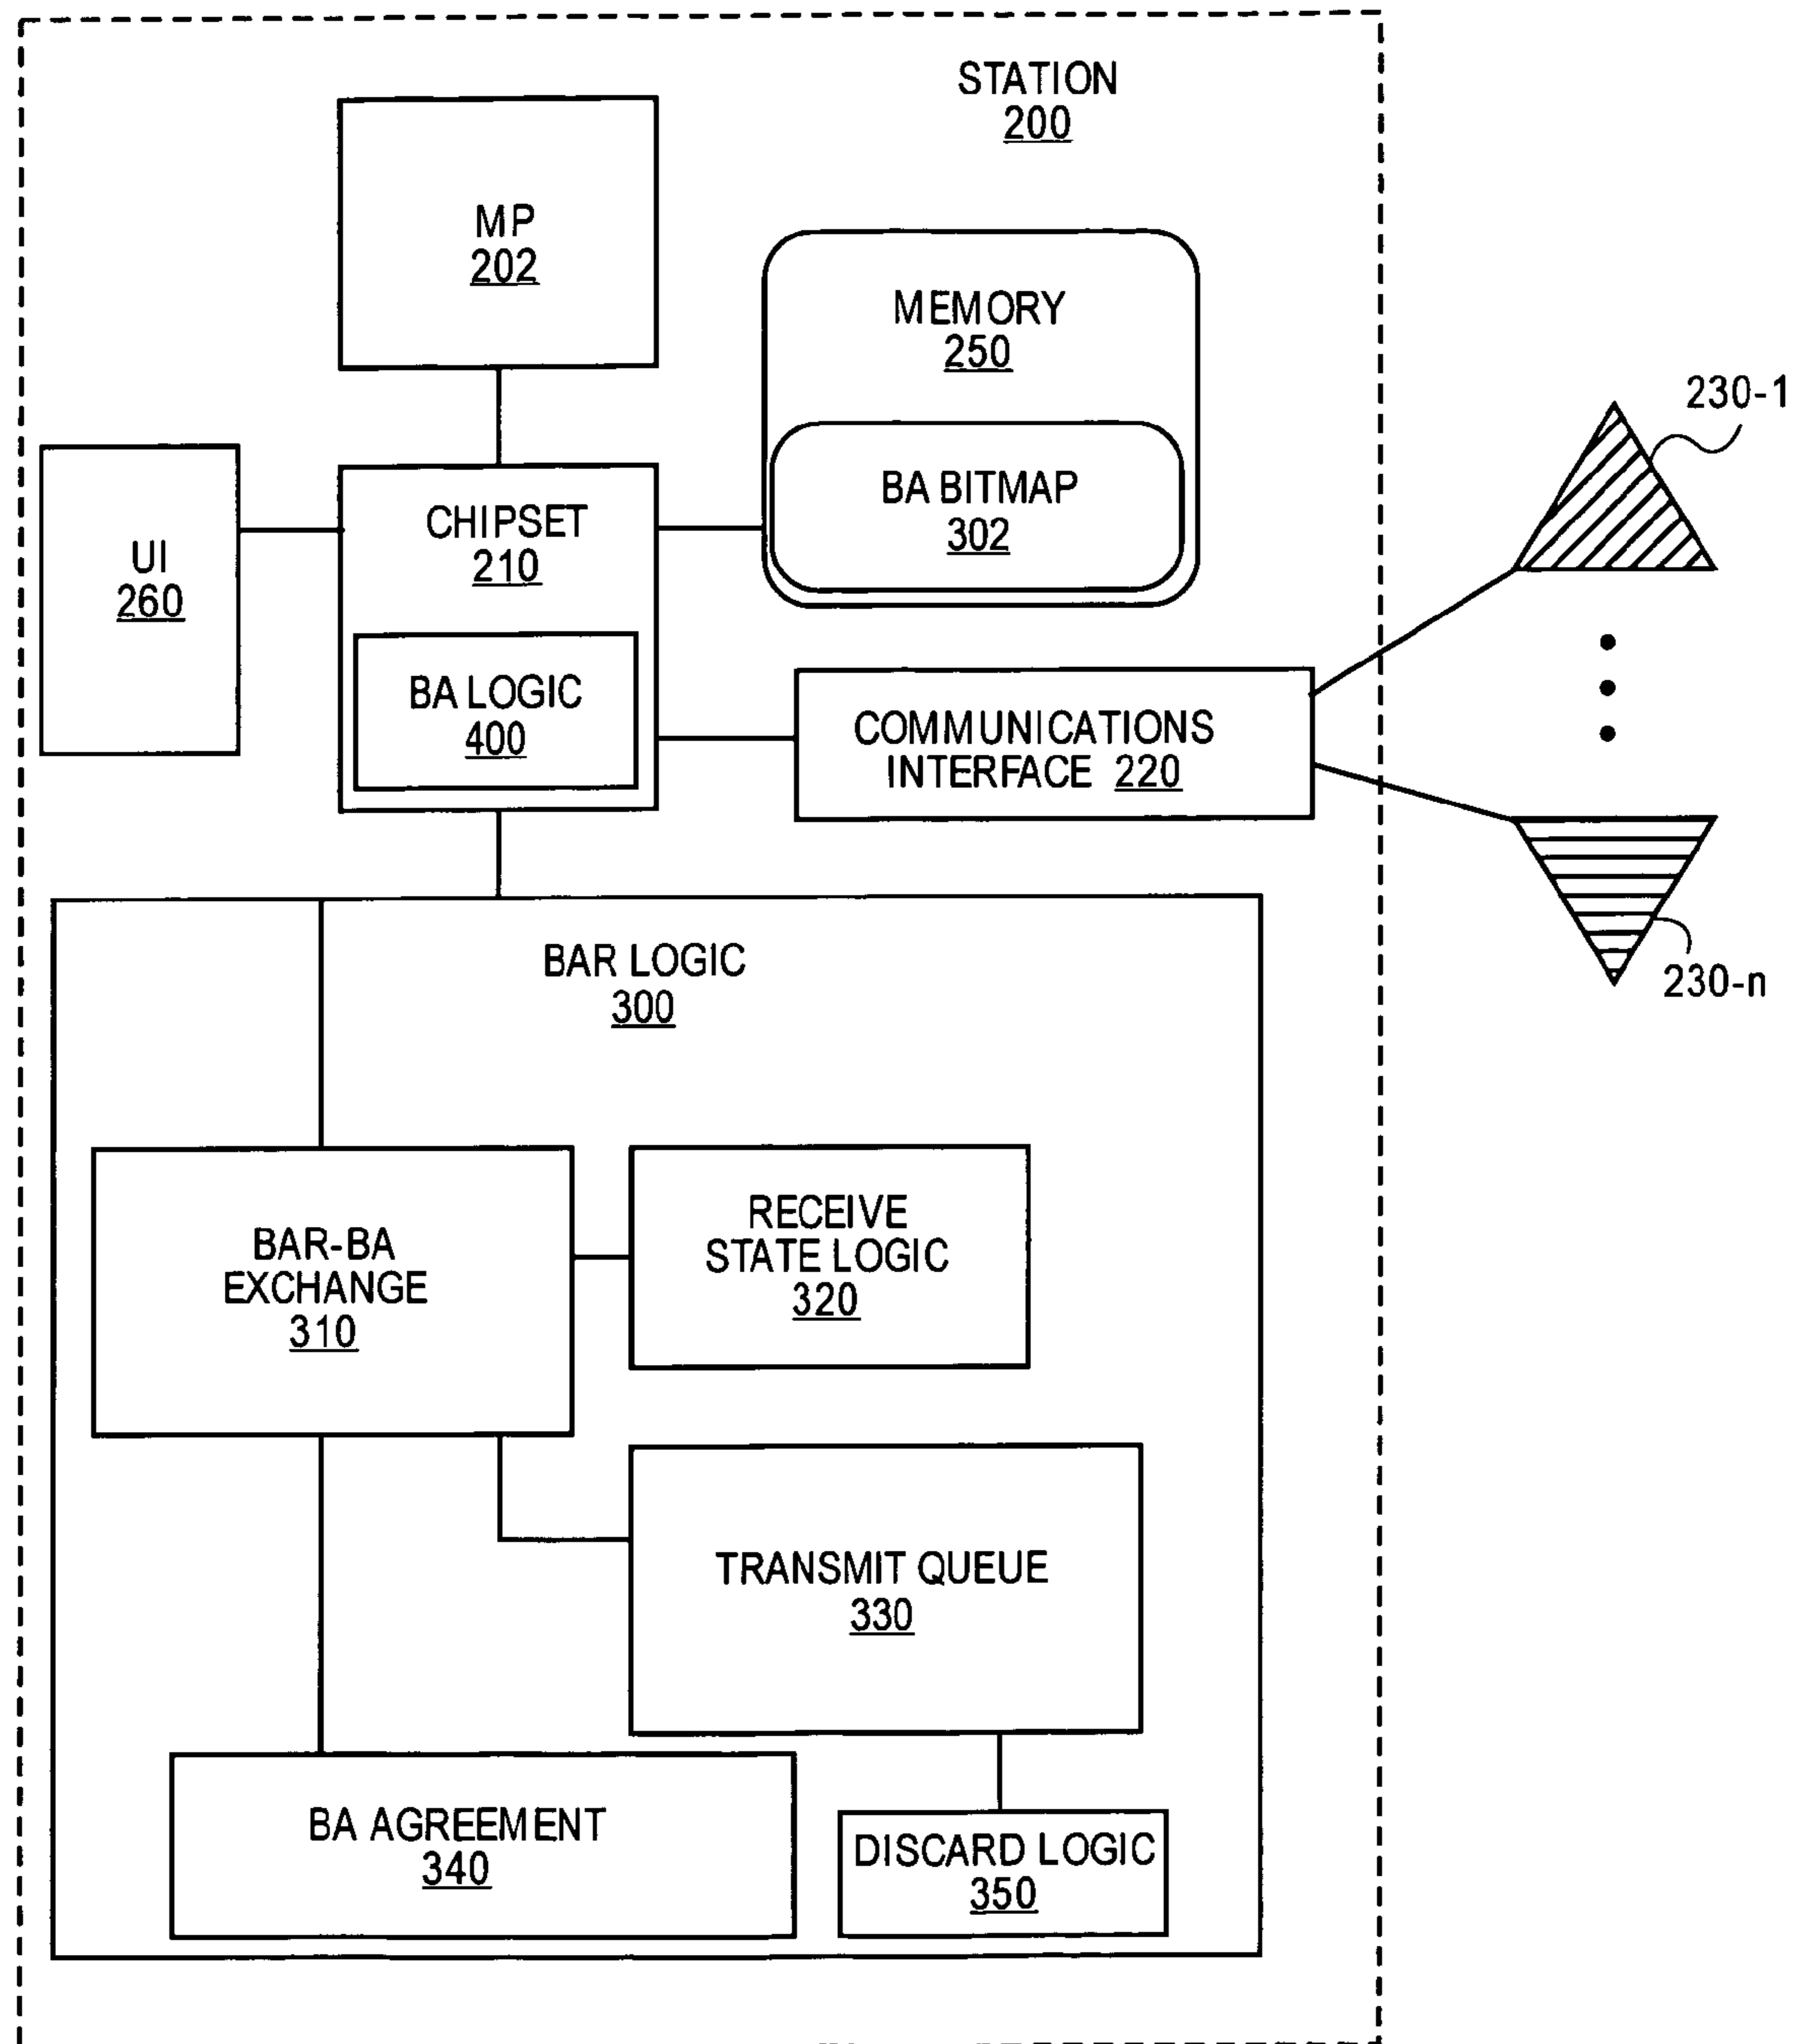 STATION
200
MP
202
MEMORY
250
230-1
BA BITMAP
302
CHIPSET
210
UI
260
BA LOGIC
400
COMMUNICATIONS
INTERFACE 220
230-n
BAR LOGIC
300
BAR-BA
EXCHANGE
310
RECEIVE
STATE LOGIC
320
TRANSMIT QUEUE
330
BA AGREEMENT
340
DISCARD LOGIC
350